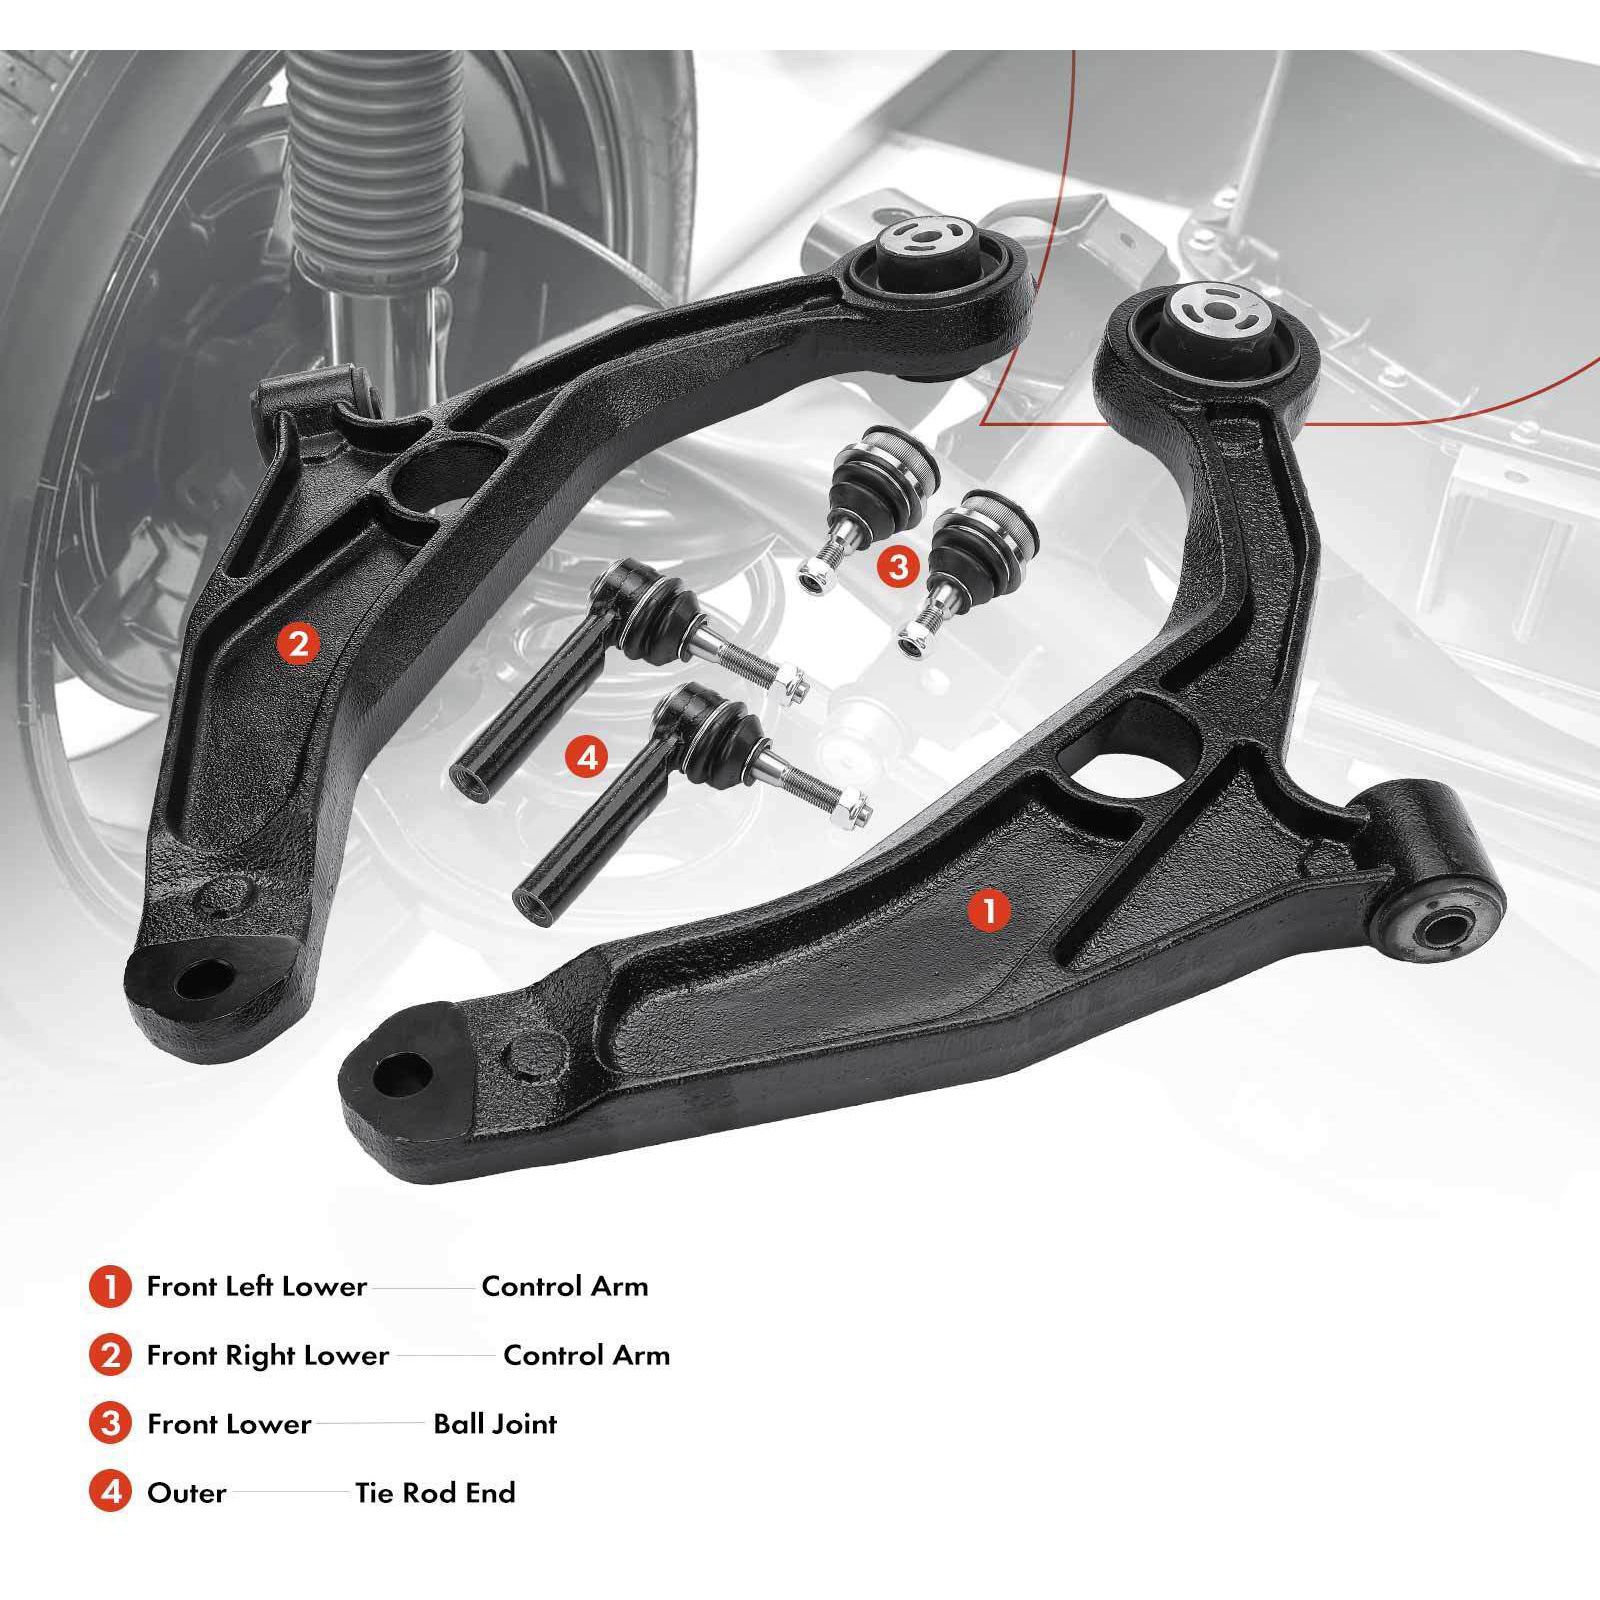 2
3
4
1
1 Front Left Lower Control Arm
2 Front Right Lower Control Arm
3 Front Lower Ball Joint
4 Outer Tie Rod End